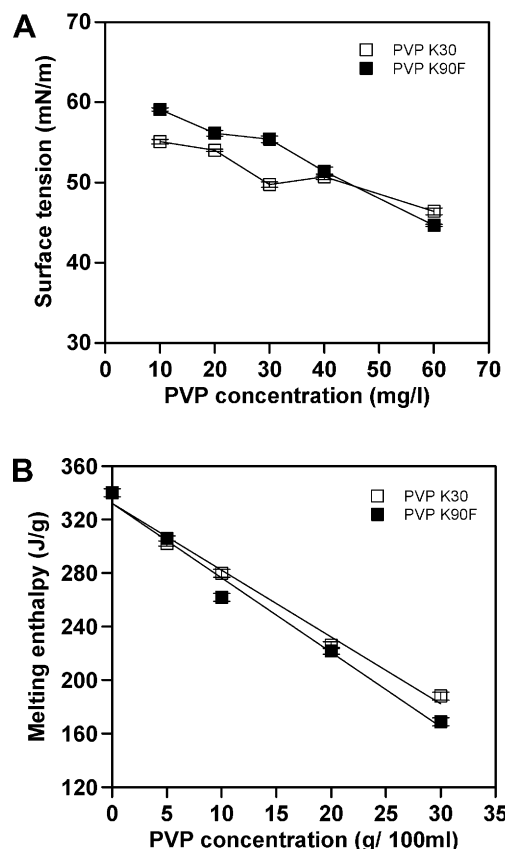 A
70
60
50
40
30
Surface tension (mN/m)
PVP K30
PVP K90F
0 10 20 30 40 50 60 70
PVP concentration (mg/l)
B
360
320
280
240
200
160
120
Melting enthalpy (J/g)
PVP K30
PVP K90F
0 5 10 15 20 25 30 35
PVP concentration (g/ 100ml)